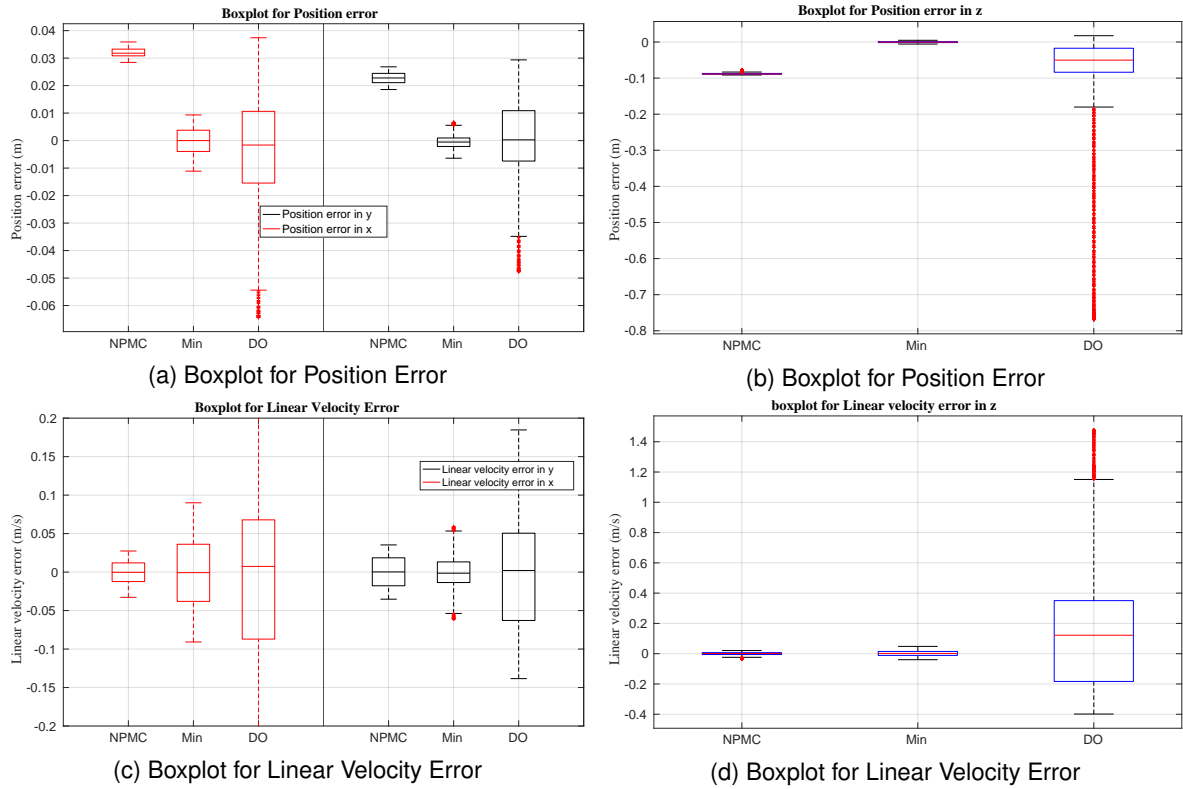 Boxplot for Position error
0.04
0.03
0.02
0.01
0
-0.01
-0.02
-0.03
-0.04
-0.05
-0.06
Position error (m)
Position error in y
Position error in x
NPMC Min DO NPMC Min DO
(a) Boxplot for Position Error
Boxplot for Position error in z
0
-0.1
-0.2
-0.3
-0.4
-0.5
-0.6
-0.7
-0.8
Position error (m)
NPMC Min DO
(b) Boxplot for Position Error
Boxplot for Linear Velocity Error
0.2
0.15
0.1
0.05
0
-0.05
-0.1
-0.15
-0.2
Linear velocity error (m/s)
Linear velocity error in y
Linear velocity error in x
NPMC Min DO NPMC Min DO
(c) Boxplot for Linear Velocity Error
boxplot for Linear velocity error in z
1.4
1.2
1
0.8
0.6
0.4
0.2
0
-0.2
-0.4
Linear velocity error (m/s)
NPMC Min DO
(d) Boxplot for Linear Velocity Error